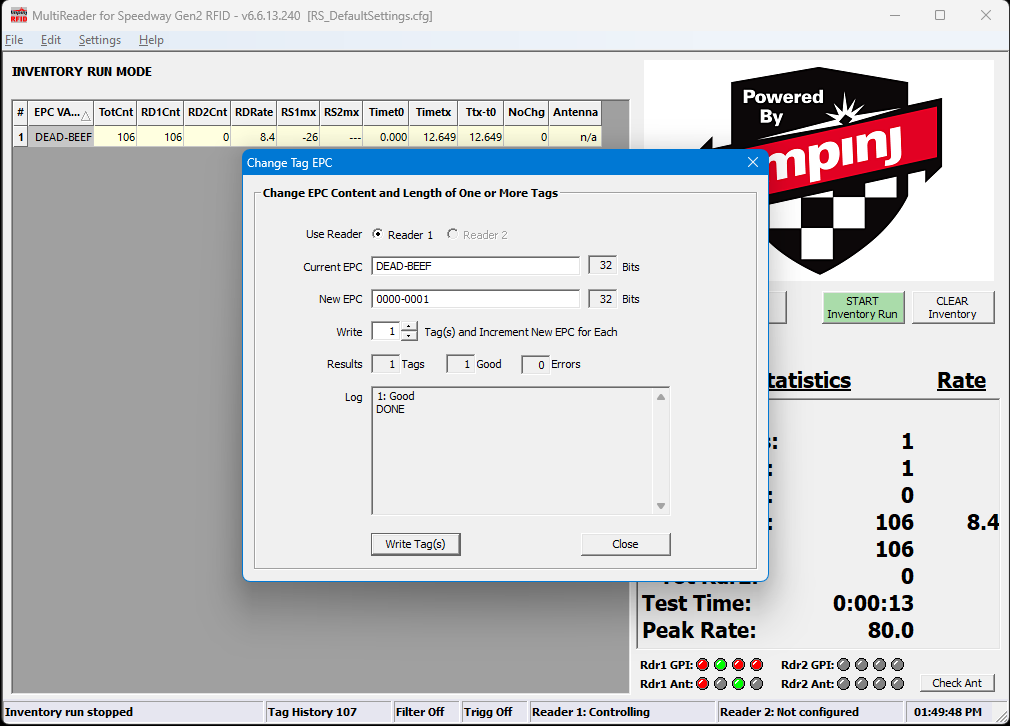 MultiReader for Speedway Gen2 RFID - v6.6.13.240 [RS_DefaultSettings.cfg]
File Edit Settings Help
INVENTORY RUN MODE
# EPC VA... TotCnt RD1Cnt RD2Cnt RDRate RS1mx RS2mx Timet0 Timetx Ttx-t0 NoChg Antenna
1 DEAD-BEEF 106 106 0 8.4 -26 --- 0.000 12.649 12.649 0 n/a
Powered
By
mpinj
Change Tag EPC
Change EPC Content and Length of One or More Tags
Use Reader Reader 1 Reader 2
Current EPC DEAD-BEEF 32 Bits
New EPC 0000-0001 32 Bits
Write 1 Tag(s) and Increment New EPC for Each
Results 1 Tags 1 Good 0 Errors
Log 1: Good
DONE
Write Tag(s) Close
START
Inventory Run
CLEAR
Inventory
tatistics Rate
: 1
: 1
: 0
: 106 8.4
106
0
Test Time: 0:00:13
Peak Rate: 80.0
Rdr1 GPI: Rdr2 GPI:
Rdr1 Ant: Rdr2 Ant: Check Ant
Inventory run stopped Tag History 107 Filter Off Trigg Off Reader 1: Controlling Reader 2: Not configured 01:49:48 PM